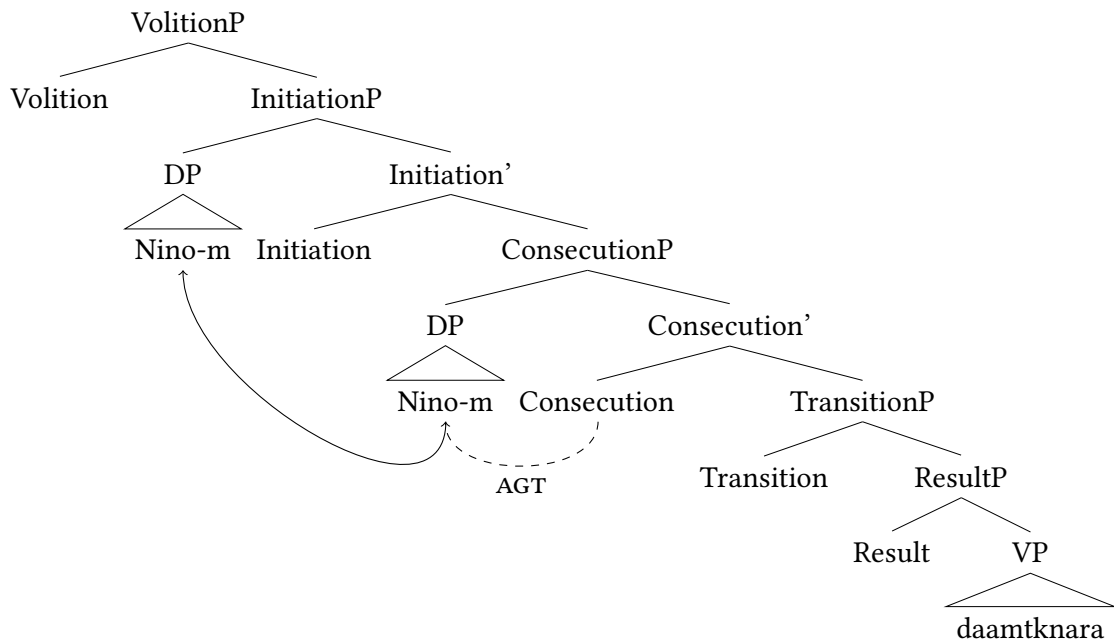 VolitionP
Volition InitiationP
DP Initiation’
Nino-m Initiation ConsecutionP
DP Consecution’
Nino-m Consecution TransitionP
AGT Transition ResultP
Result VP
daamtknara